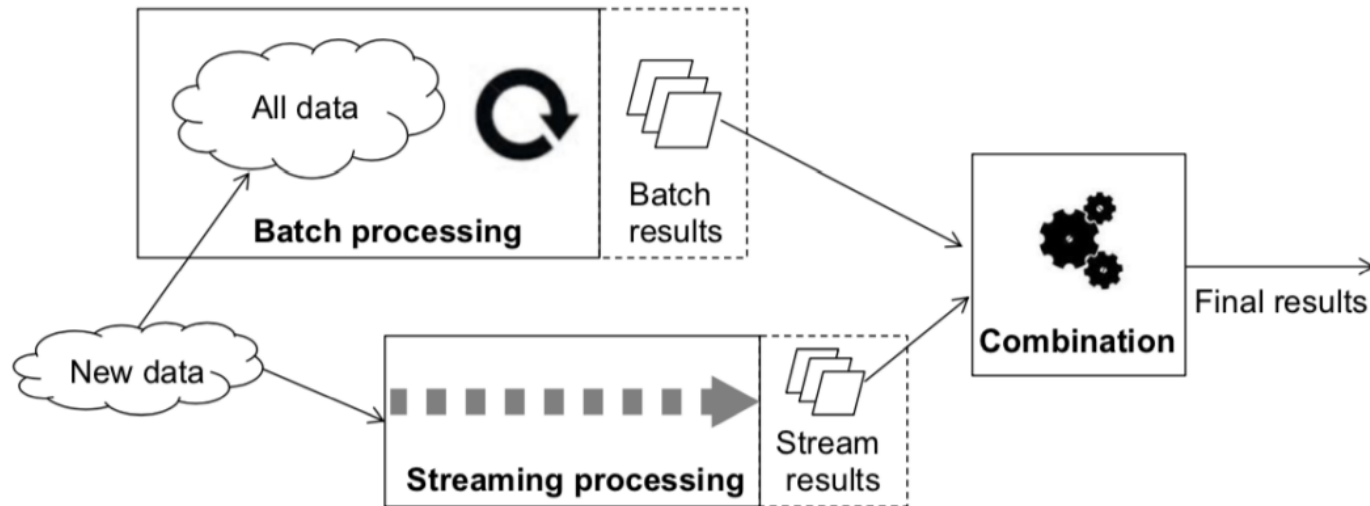 All data
Batch processing
Batch
results
New data
Streaming processing
Stream
results
Combination
Final results